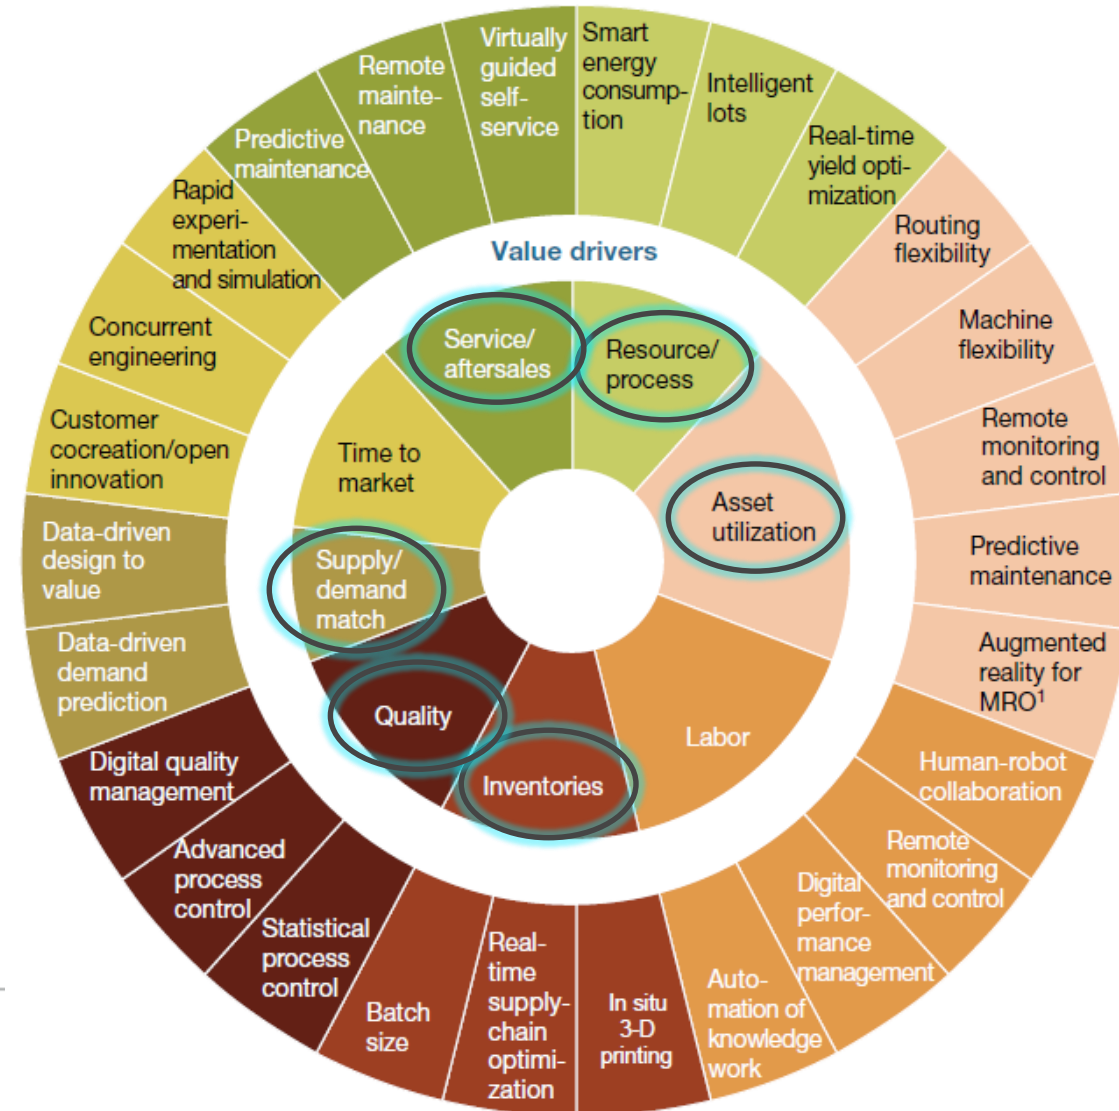 Smart
energy
consump-
tion
Intelligent
lots
Real-time
yield opti-
mization
Routing
flexibility
Machine
flexibility
Remote
monitoring
and control
Predictive
maintenance
Augmented
reality for
MRO¹
Human-robot
collaboration
Remote
monitoring
and control
Digital
perfor-
mance
management
Auto-
mation of
knowledge
work
In situ
3-D
printing
Real-
time
supply-
chain
optimi-
zation
Batch
size
Statistical
process
control
Advanced
process
control
Digital quality
management
Data-driven
demand
prediction
Data-driven
design to
value
Customer
cocreation/open
innovation
Concurrent
engineering
Rapid
experi-
mentation
and simulation
Predictive
maintenance
Remote
mainte-
nance
Virtually
guided
self-
service
Value drivers
Resource/
process
Asset
utilization
Labor
Inventories
Quality
Supply/
demand
match
Time to
market
Service/
aftersales